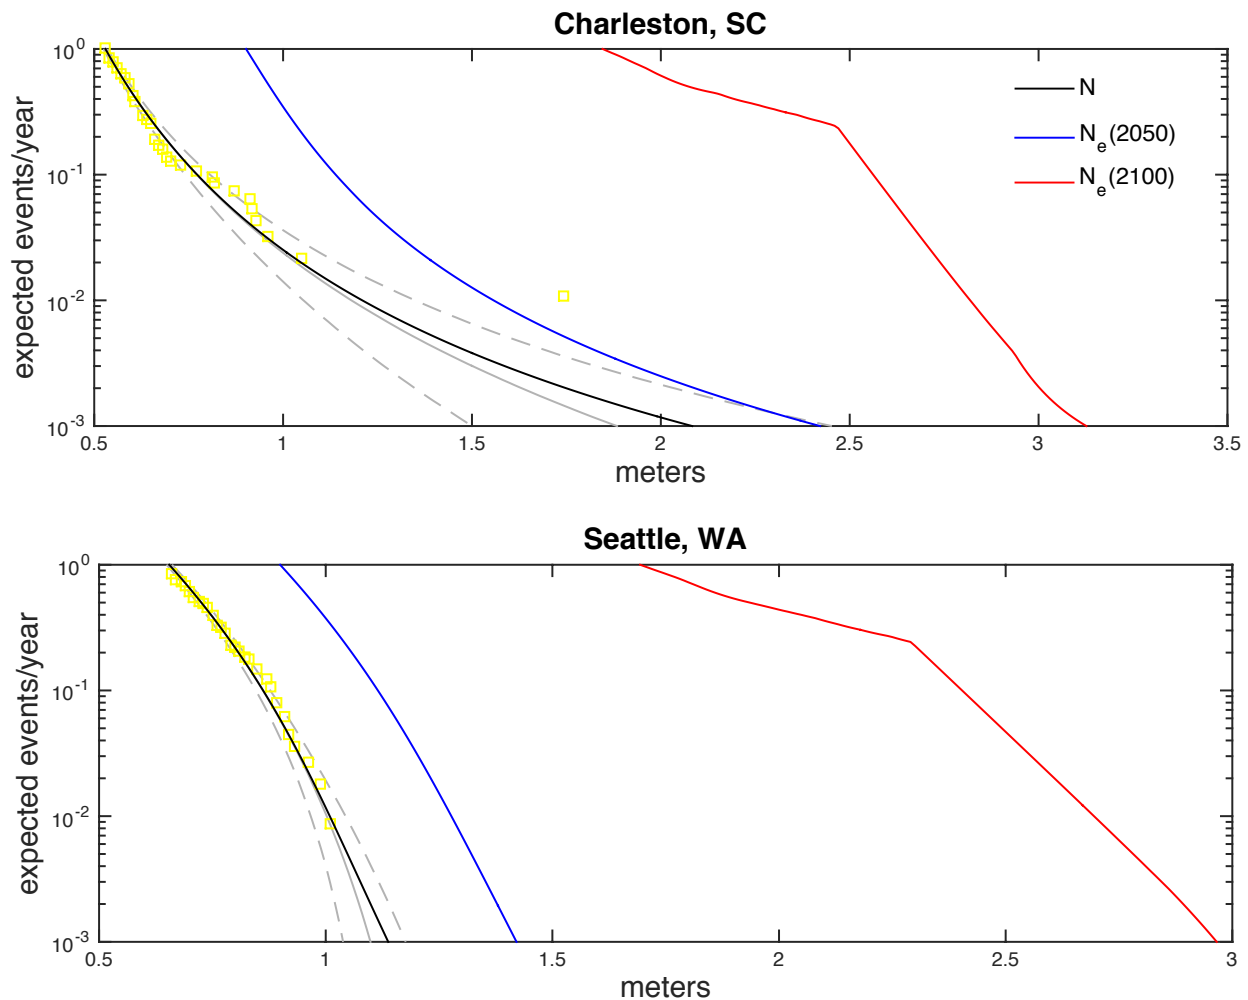 Charleston, SC
10^0
10^-1
10^-2
10^-3
expected events/year
N
N_e(2050)
N_e(2100)
0.5 1 1.5 2 2.5 3 3.5
meters
Seattle, WA
10^0
10^-1
10^-2
10^-3
expected events/year
0.5 1 1.5 2 2.5 3
meters